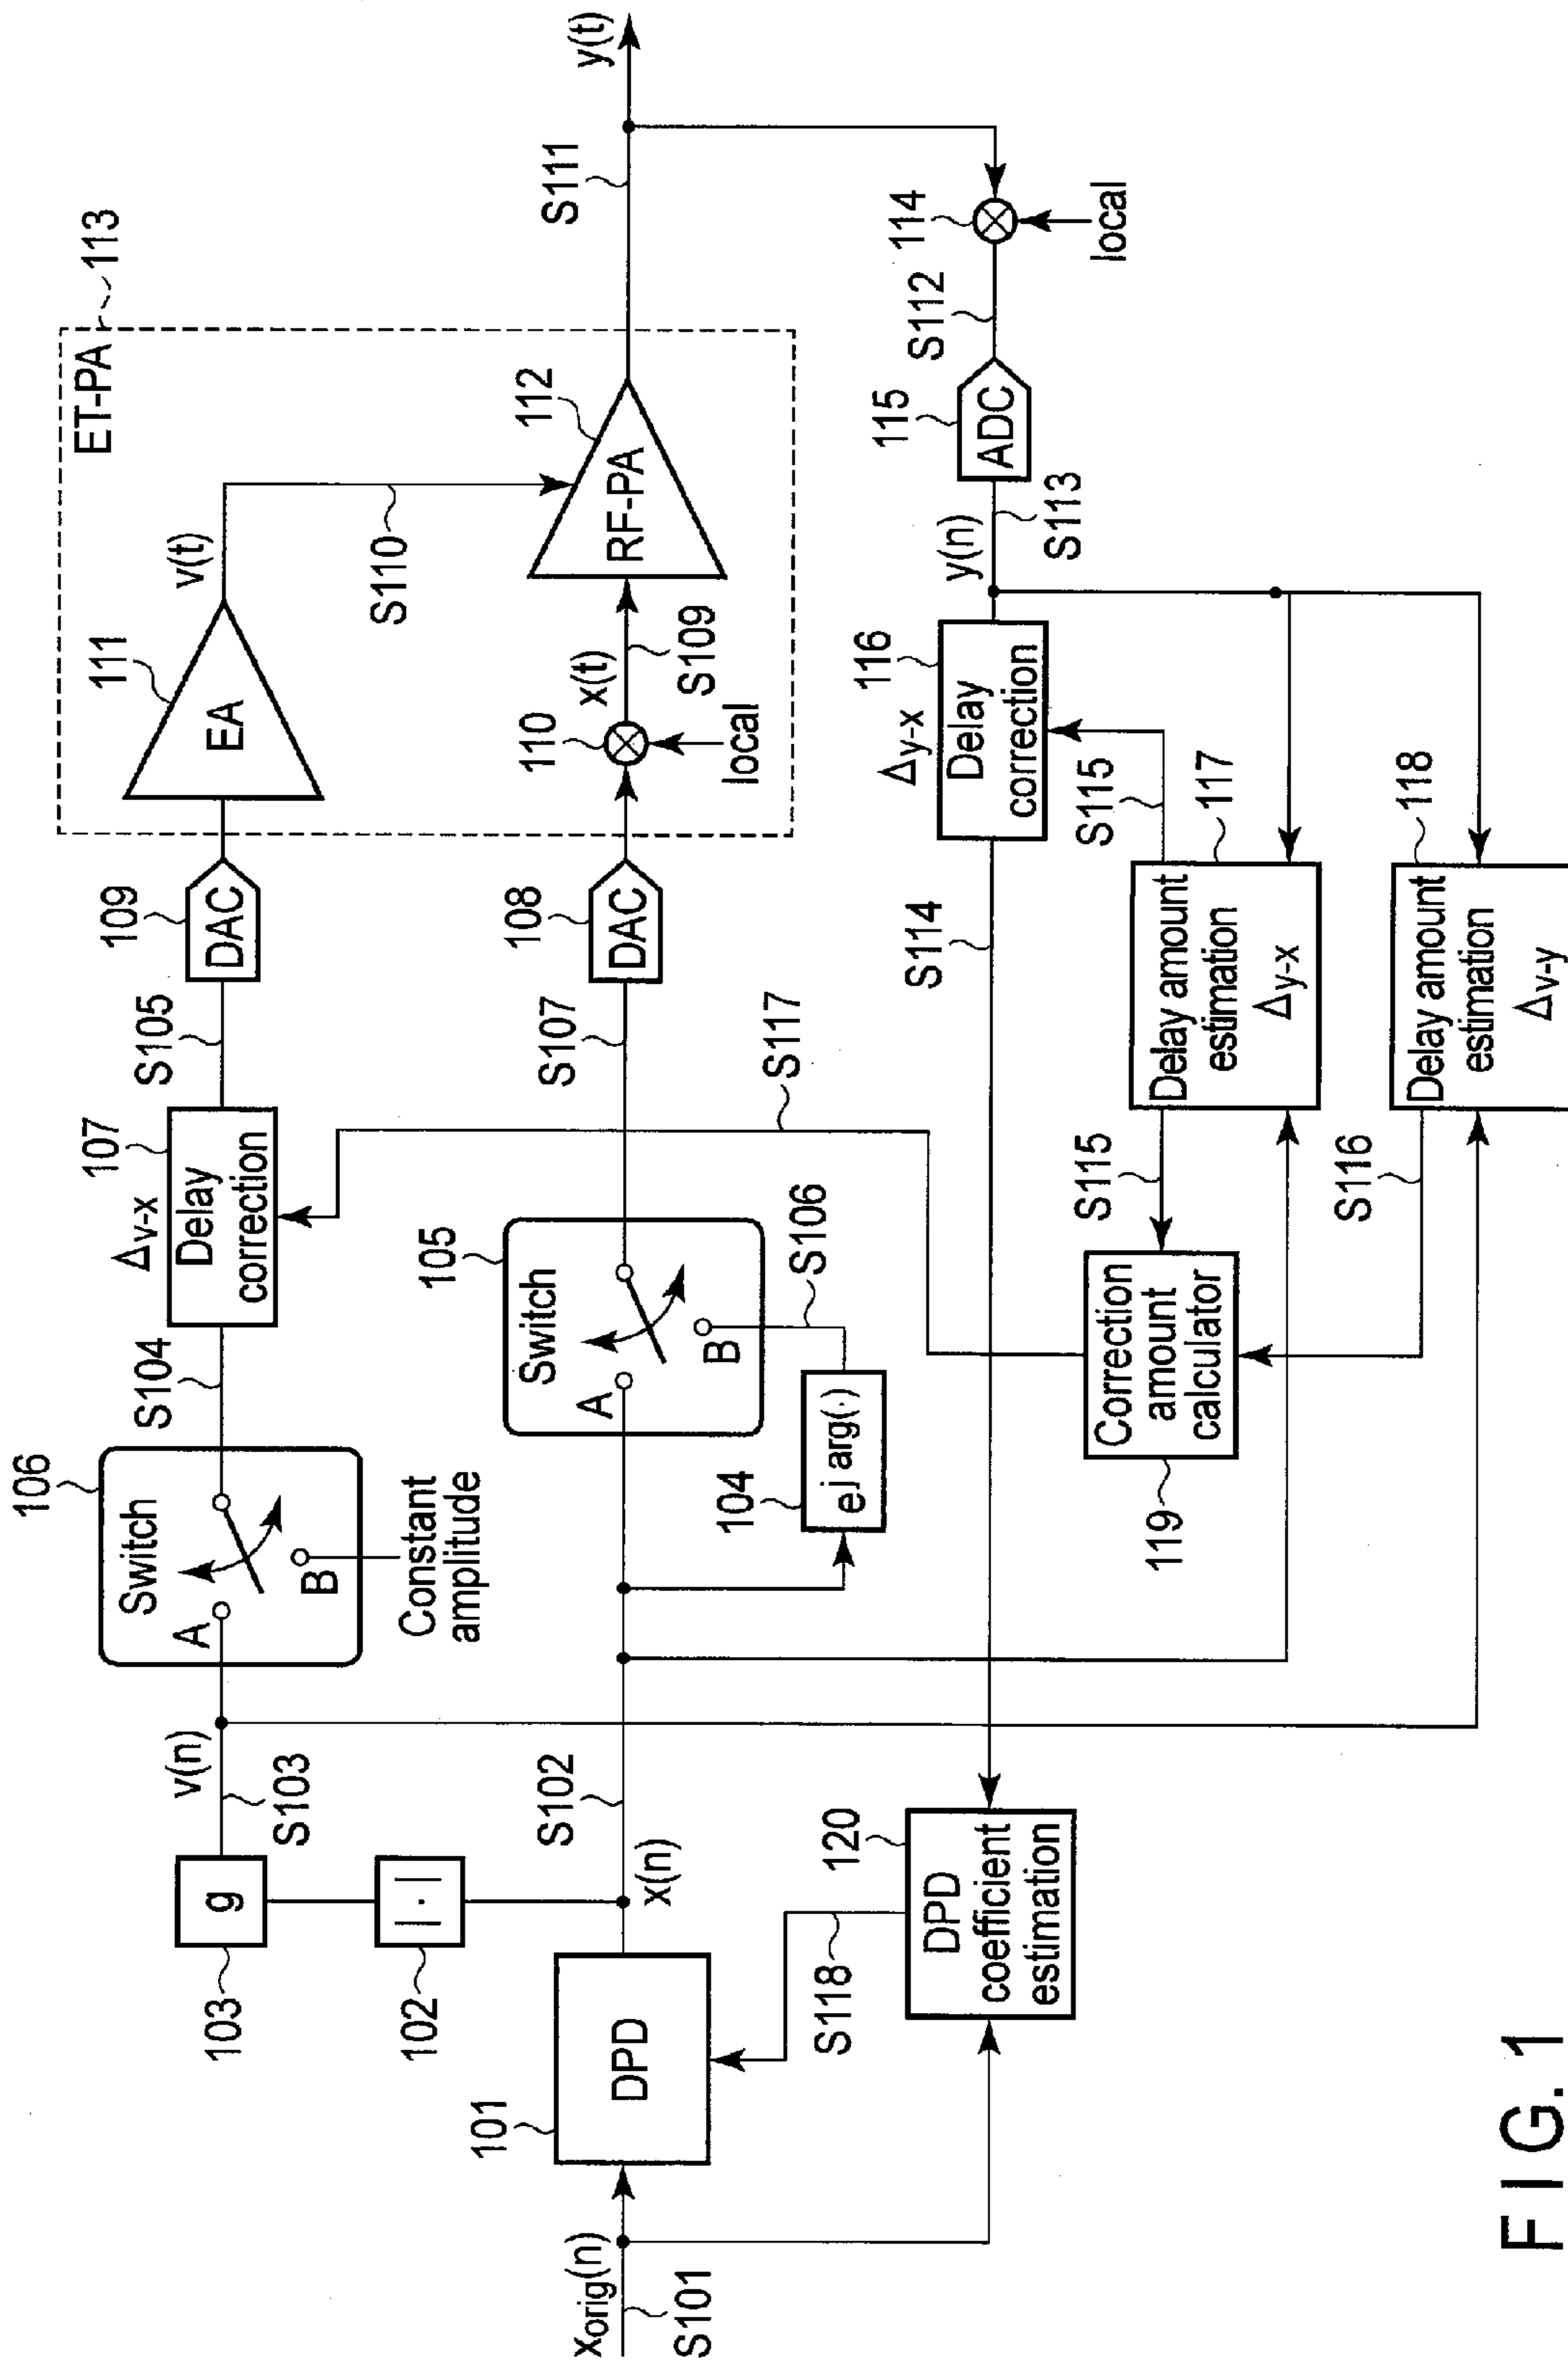 113
ET-PA
111
EA
v(t)
S110
112
RF-PA
y(t)
S111
110
x(t)
S109
local
109
DAC
108
DAC
S105
S107
107
Δv-x
Delay
correction
S117
S104
106
Switch
A
B
Constant
amplitude
105
Switch
A
B
S106
104
e^j arg(·)
v(n)
S103
g
103
|·|
102
S102
x(n)
101
DPD
xorig(n)
S101
S118
120
DPD
coefficient
estimation
S114
114
local
S112
115
ADC
y(n)
S113
116
Δy-x
Delay
correction
S115
117
Delay amount
estimation
Δy-x
118
Delay amount
estimation
Δv-y
S115
S116
Correction
amount
calculator
119
FIG. 1